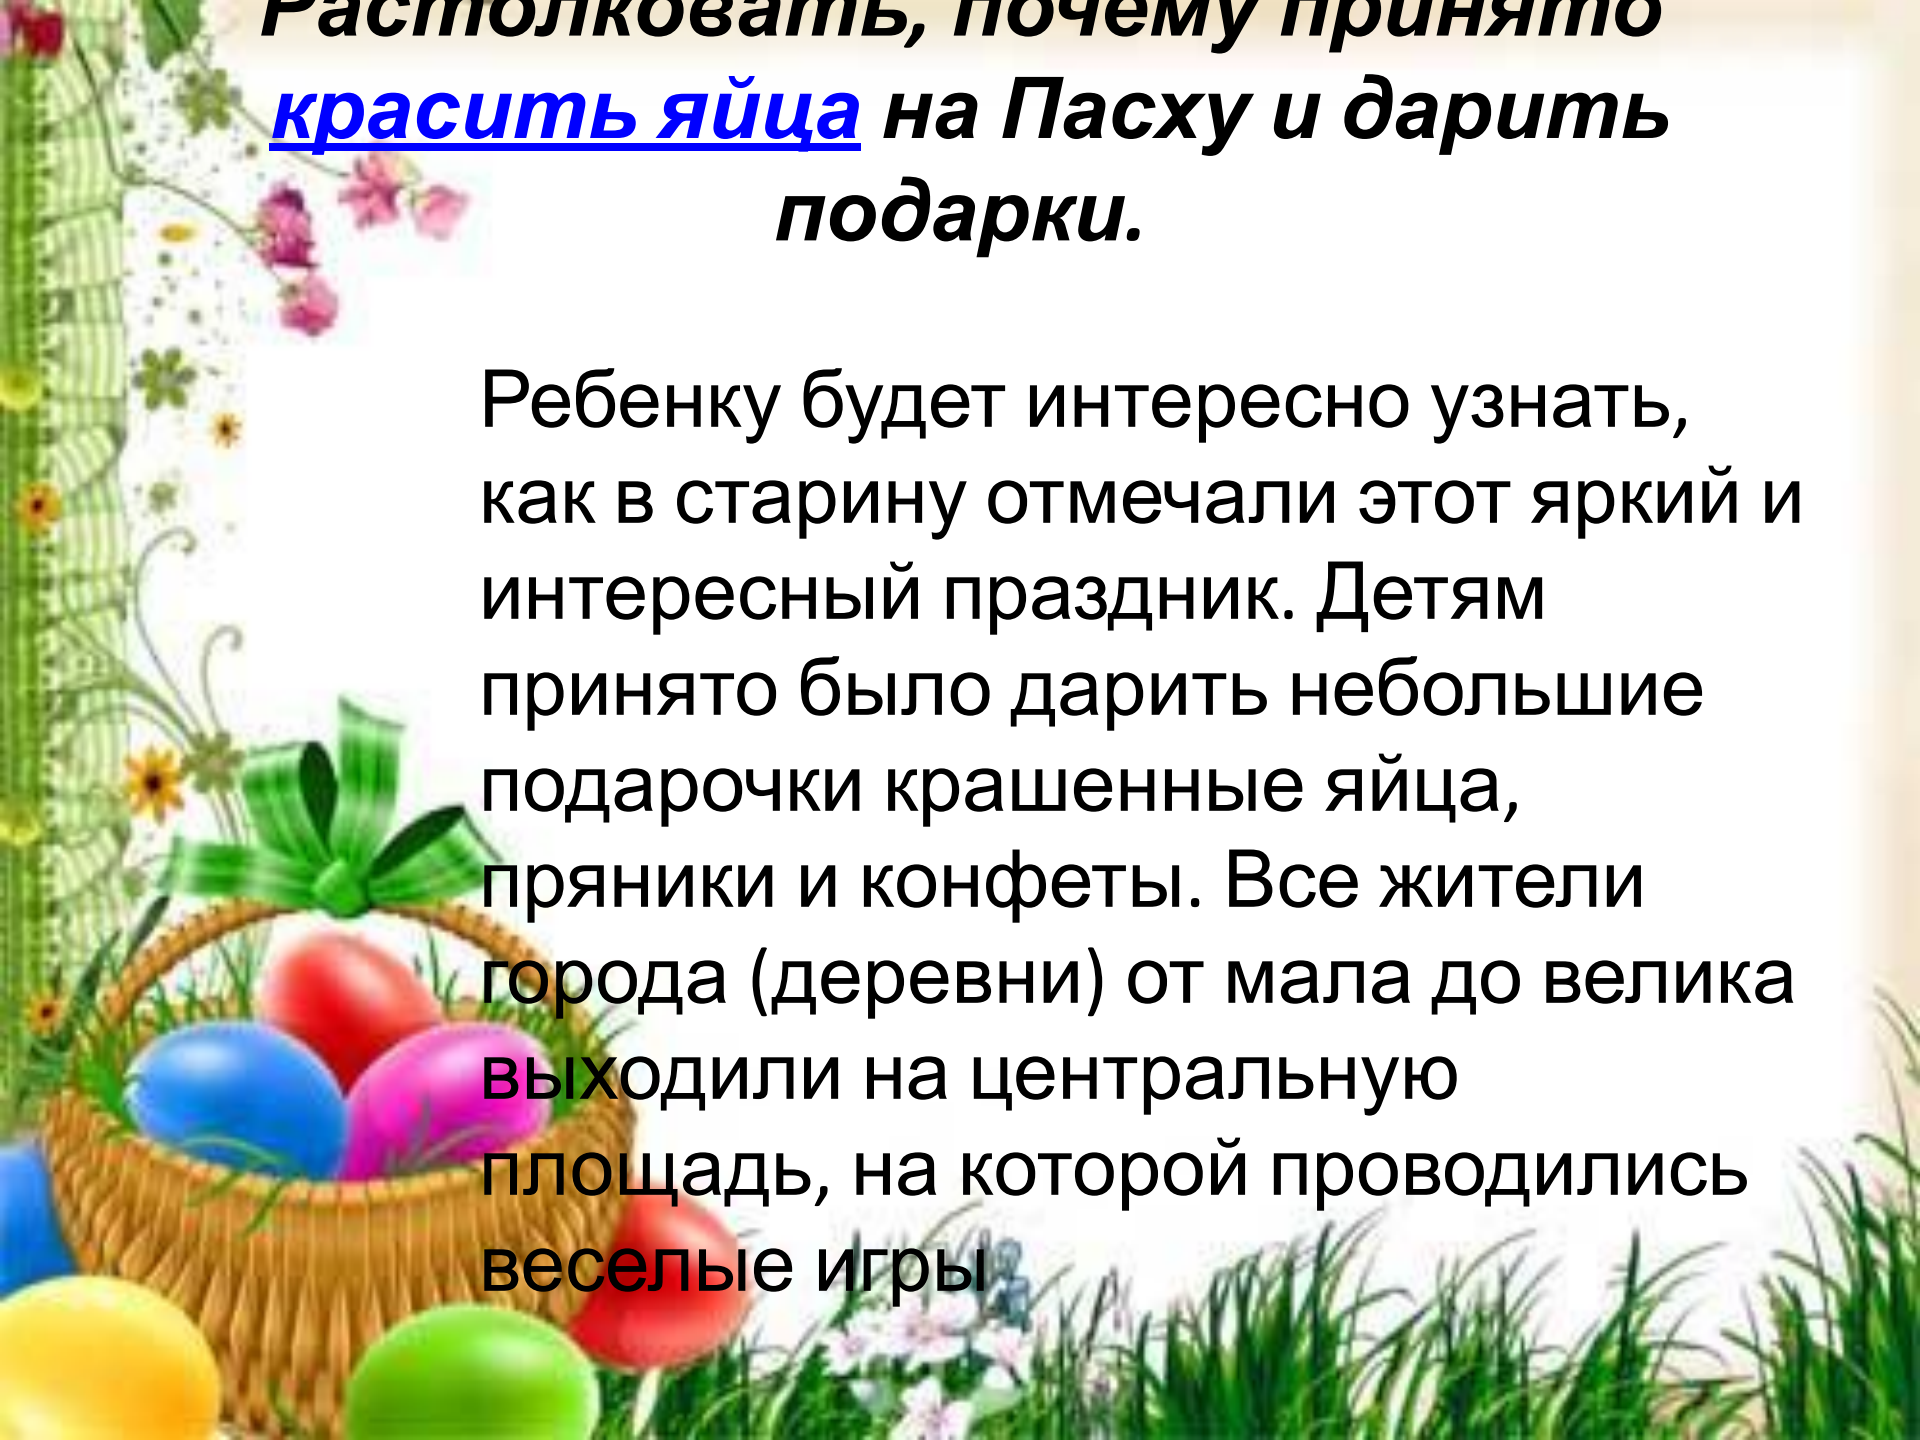 Растолковать, почему принято
красить яйца на Пасху и дарить
подарки.
Ребенку будет интересно узнать,
как в старину отмечали этот яркий и
интересный праздник. Детям
принято было дарить небольшие
подарочки крашенные яйца,
пряники и конфеты. Все жители
города (деревни) от мала до велика
выходили на центральную
площадь, на которой проводились
веселые игры